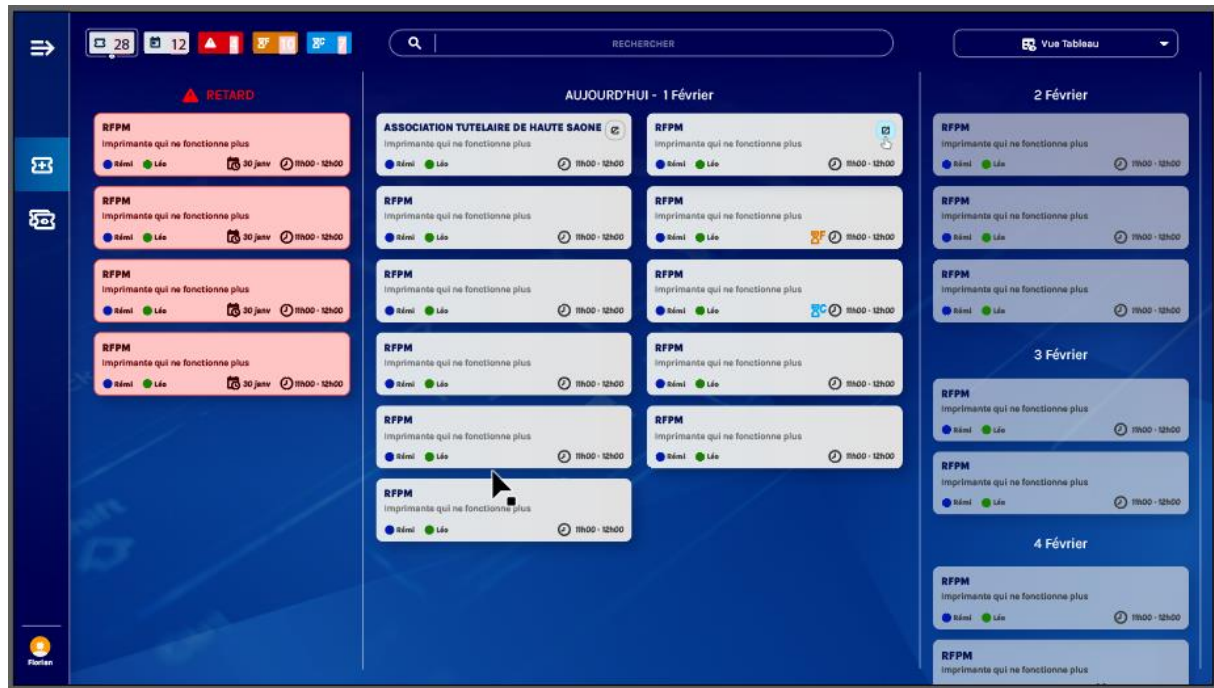 28
12
RECHERCHER
Vue Tableau
RETARD
RFPM
Imprimante qui ne fonctionne plus
Rémi Léo 30 janv 11h00 - 12h00
RFPM
Imprimante qui ne fonctionne plus
Rémi Léo 30 janv 11h00 - 12h00
RFPM
Imprimante qui ne fonctionne plus
Rémi Léo 30 janv 11h00 - 12h00
RFPM
Imprimante qui ne fonctionne plus
Rémi Léo 30 janv 11h00 - 12h00
AUJOURD'HUI - 1 Février
ASSOCIATION TUTELAIRE DE HAUTE SAONE
Imprimante qui ne fonctionne plus
Rémi Léo 11h00 - 12h00
RFPM
Imprimante qui ne fonctionne plus
Rémi Léo 11h00 - 12h00
RFPM
Imprimante qui ne fonctionne plus
Rémi Léo 11h00 - 12h00
RFPM
Imprimante qui ne fonctionne plus
Rémi Léo 11h00 - 12h00
RFPM
Imprimante qui ne fonctionne plus
Rémi Léo 11h00 - 12h00
RFPM
Imprimante qui ne fonctionne plus
Rémi Léo 11h00 - 12h00
RFPM
Imprimante qui ne fonctionne plus
Rémi Léo 11h00 - 12h00
RFPM
Imprimante qui ne fonctionne plus
Rémi Léo F 11h00 - 12h00
RFPM
Imprimante qui ne fonctionne plus
Rémi Léo C 11h00 - 12h00
RFPM
Imprimante qui ne fonctionne plus
Rémi Léo 11h00 - 12h00
RFPM
Imprimante qui ne fonctionne plus
Rémi Léo 11h00 - 12h00
2 Février
RFPM
Imprimante qui ne fonctionne plus
Rémi Léo 11h00 - 12h00
RFPM
Imprimante qui ne fonctionne plus
Rémi Léo 11h00 - 12h00
RFPM
Imprimante qui ne fonctionne plus
Rémi Léo 11h00 - 12h00
3 Février
RFPM
Imprimante qui ne fonctionne plus
Rémi Léo 11h00 - 12h00
RFPM
Imprimante qui ne fonctionne plus
Rémi Léo 11h00 - 12h00
4 Février
RFPM
Imprimante qui ne fonctionne plus
Rémi Léo 11h00 - 12h00
RFPM
Imprimante qui ne fonctionne plus
Florian